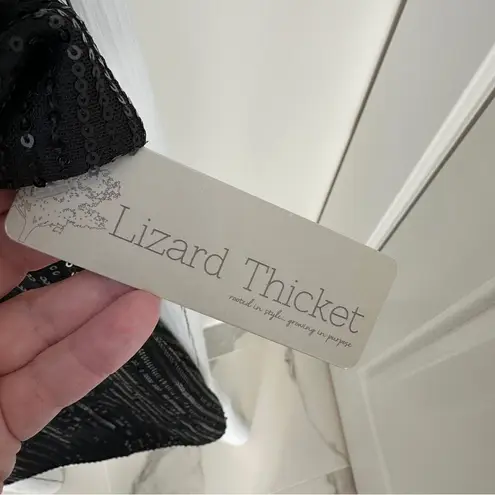 Lizard Thicket
rooted in style, growing in purpose